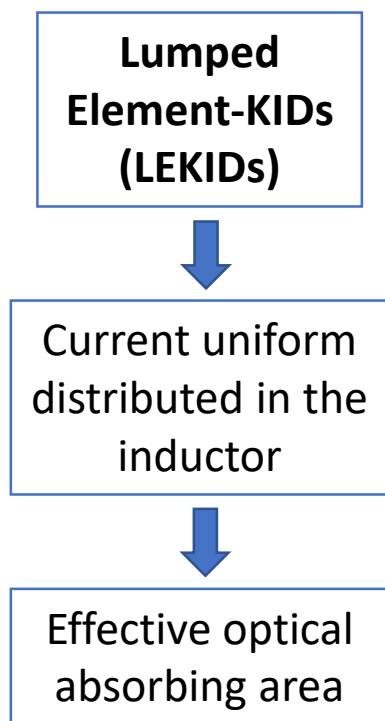 Lumped
Element-KIDs
(LEKIDs)
Current uniform
distributed in the
inductor
Effective optical
absorbing area